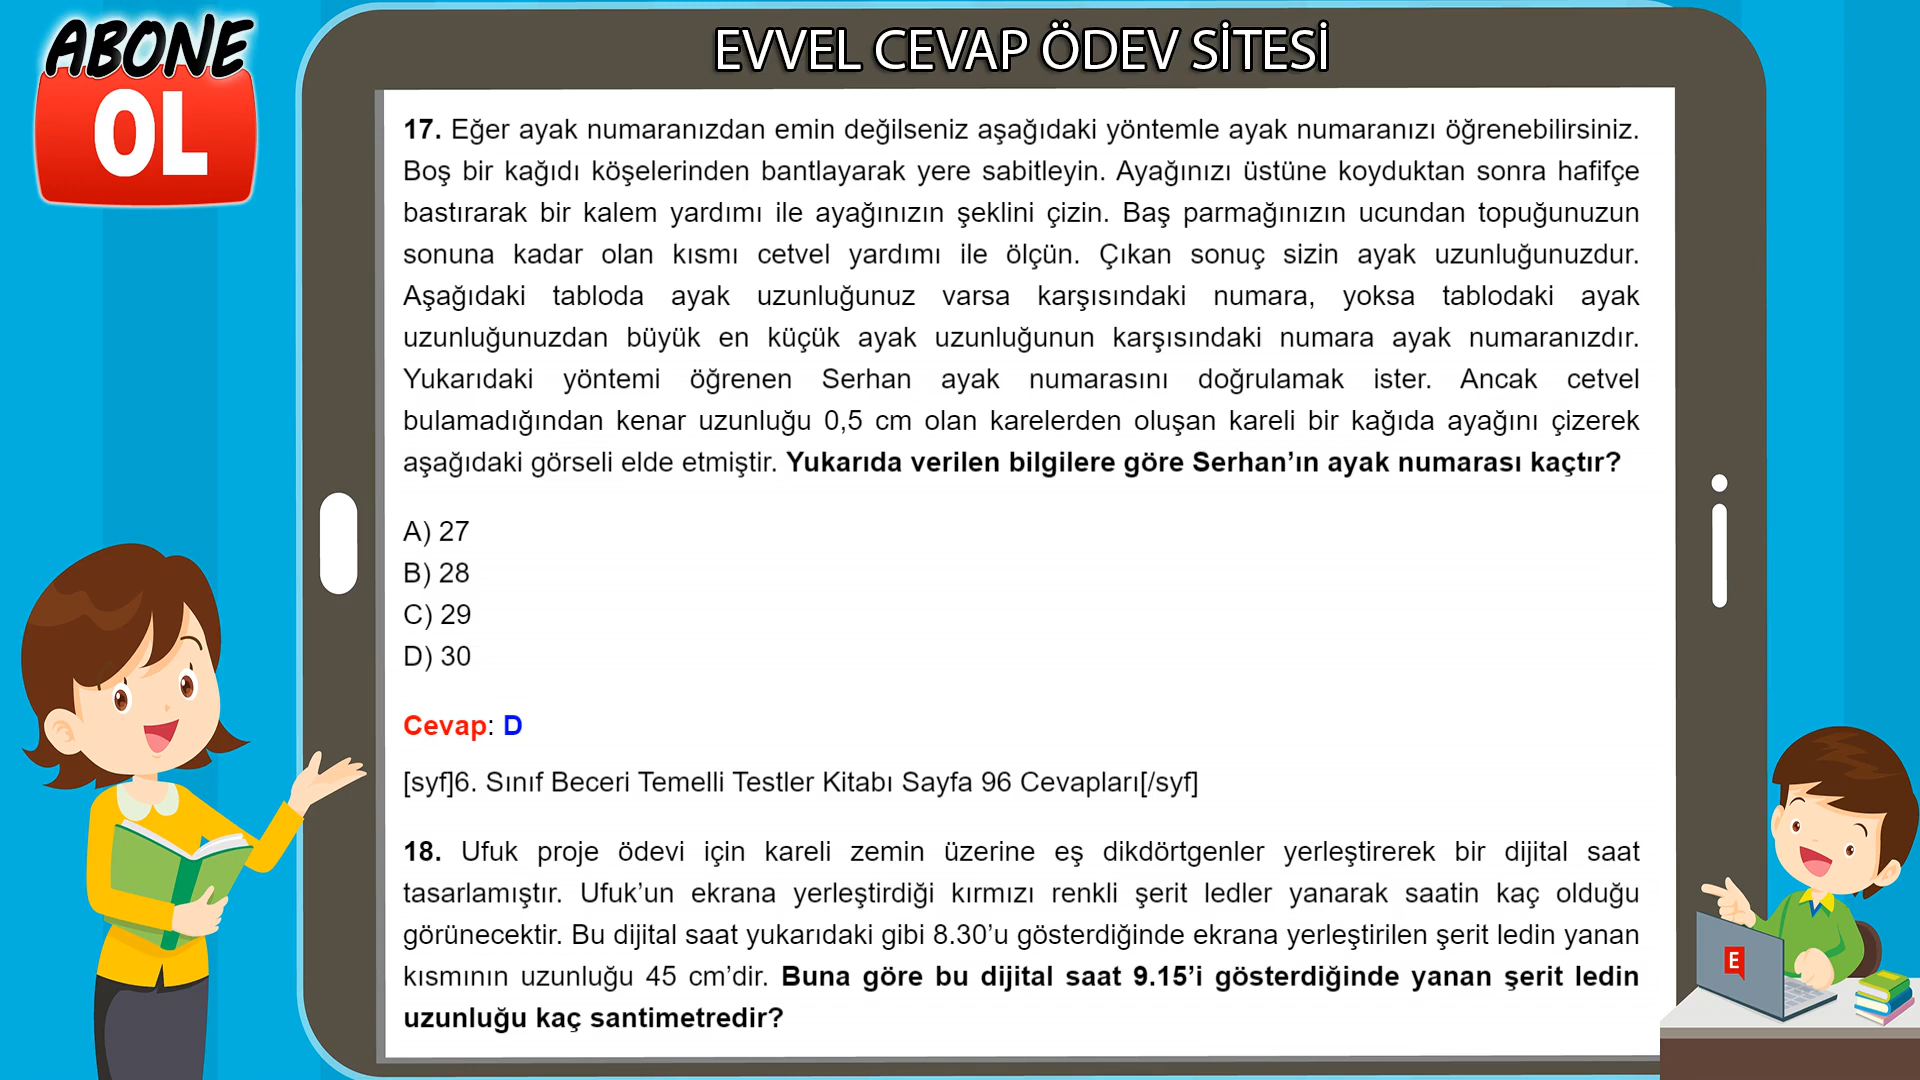 ABONE
OL
EVVEL CEVAP ÖDEV SİTESİ
17. Eğer ayak numaranızdan emin değilseniz aşağıdaki yöntemle ayak numaranızı öğrenebilirsiniz.
Boş bir kağıdı köşelerinden bantlayarak yere sabitleyin. Ayağınızı üstüne koyduktan sonra hafifçe
bastırarak bir kalem yardımı ile ayağınızın şeklini çizin. Baş parmağınızın ucundan topuğunuzun
sonuna kadar olan kısmı cetvel yardımı ile ölçün. Çıkan sonuç sizin ayak uzunluğunuzdur.
Aşağıdaki tabloda ayak uzunluğunuz varsa karşısındaki numara, yoksa tablodaki ayak
uzunluğunuzdan büyük en küçük ayak uzunluğunun karşısındaki numara ayak numaranızdır.
Yukarıdaki yöntemi öğrenen Serhan ayak numarasını doğrulamak ister. Ancak cetvel
bulamadığından kenar uzunluğu 0,5 cm olan karelerden oluşan kareli bir kağıda ayağını çizerek
aşağıdaki görseli elde etmiştir. Yukarıda verilen bilgilere göre Serhan’ın ayak numarası kaçtır?
A) 27
B) 28
C) 29
D) 30
Cevap: D
[syf]6. Sınıf Beceri Temelli Testler Kitabı Sayfa 96 Cevapları[/syf]
18. Ufuk proje ödevi için kareli zemin üzerine eş dikdörtgenler yerleştirerek bir dijital saat
tasarlamıştır. Ufuk’un ekrana yerleştirdiği kırmızı renkli şerit ledler yanarak saatin kaç olduğu
görünecektir. Bu dijital saat yukarıdaki gibi 8.30’u gösterdiğinde ekrana yerleştirilen şerit ledin yanan
kısmının uzunluğu 45 cm’dir. Buna göre bu dijital saat 9.15’i gösterdiğinde yanan şerit ledin
uzunluğu kaç santimetredir?
E